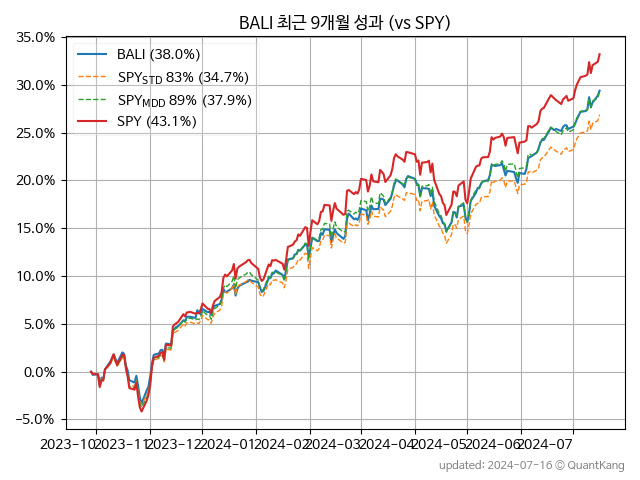 BALI 최근 9개월 성과 (vs SPY)
35.0%
30.0%
25.0%
20.0%
15.0%
10.0%
5.0%
0.0%
−5.0%
BALI (38.0%)
SPYSTD 83% (34.7%)
SPYMDD 89% (37.9%)
SPY (43.1%)
2023-10 2023-11 2023-12 2024-01 2024-02 2024-03 2024-04 2024-05 2024-06 2024-07
updated: 2024-07-16 © QuantKang